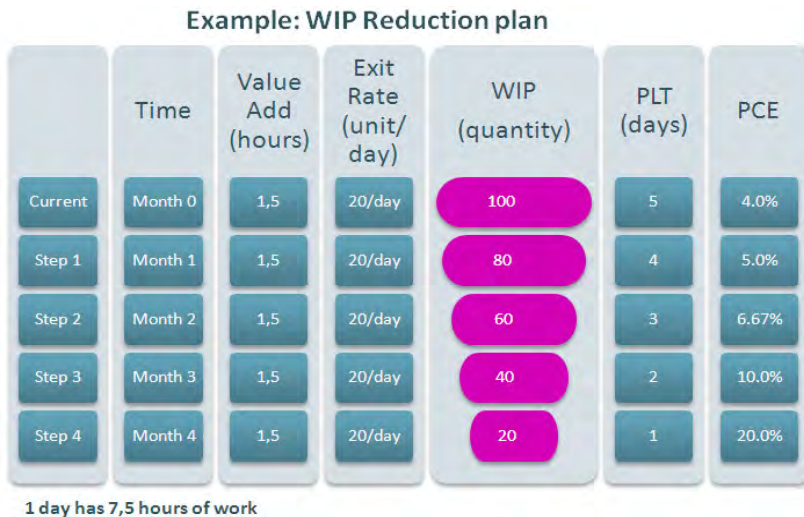 Example: WIP Reduction plan
Time
Value
Add
(hours)
Exit
Rate
(unit/
day)
WIP
(quantity)
PLT
(days)
PCE
Current Month 0 1,5 20/day 100 5 4.0%
Step 1 Month 1 1,5 20/day 80 4 5.0%
Step 2 Month 2 1,5 20/day 60 3 6.67%
Step 3 Month 3 1,5 20/day 40 2 10.0%
Step 4 Month 4 1,5 20/day 20 1 20.0%
1 day has 7,5 hours of work